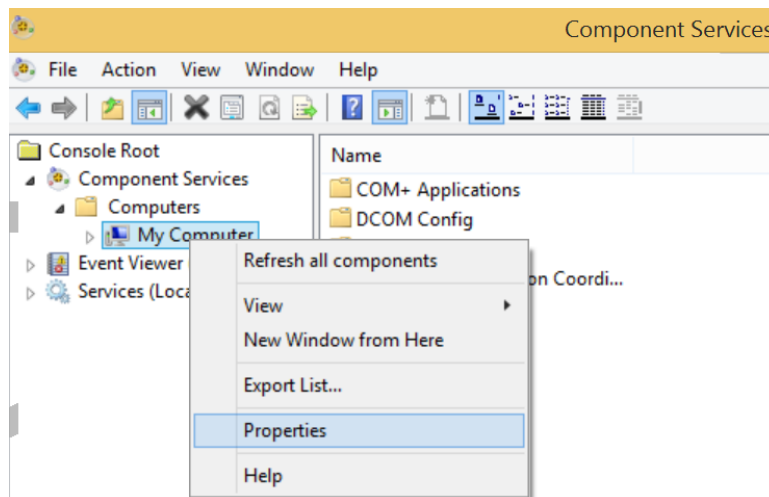 Component Services
File Action View Window Help
Console Root
Component Services
Computers
My Computer
Event Viewer
Services (Loca
Name
COM+ Applications
DCOM Config
on Coordi...
Refresh all components
View
New Window from Here
Export List...
Properties
Help